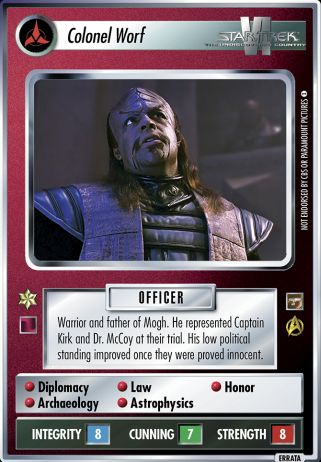 Colonel Worf
VI
STAR TREK
THE UNDISCOVERED COUNTRY
NOT ENDORSED BY CBS OR PARAMOUNT PICTURES
OFFICER
Warrior and father of Mogh. He represented Captain
Kirk and Dr. McCoy at their trial. His low political
standing improved once they were proved innocent.
Diplomacy
Law
Honor
Archaeology
Astrophysics
INTEGRITY 8 CUNNING 7 STRENGTH 8
ERRATA